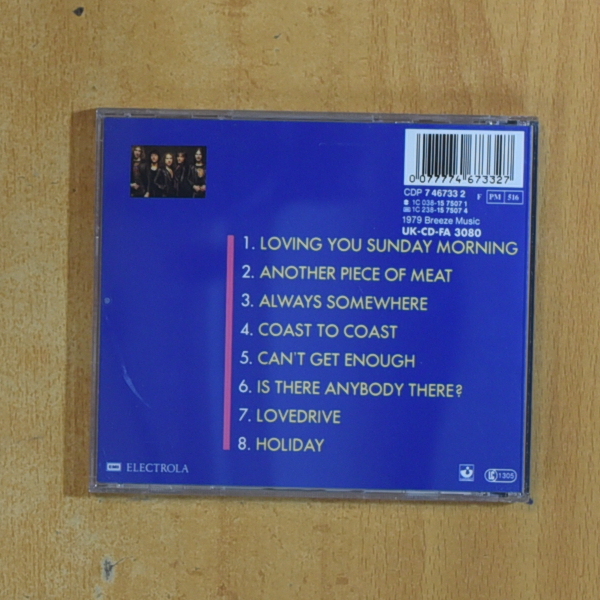 0 077774 673327
CDP 7 46733 2
1C 038-15 7507 1
1C 238-15 7507 4
F PM 516
1979 Breeze Music
UK-CD-FA 3080
1. LOVING YOU SUNDAY MORNING
2. ANOTHER PIECE OF MEAT
3. ALWAYS SOMEWHERE
4. COAST TO COAST
5. CAN'T GET ENOUGH
6. IS THERE ANYBODY THERE?
7. LOVEDRIVE
8. HOLIDAY
EMI ELECTROLA
LC 1305